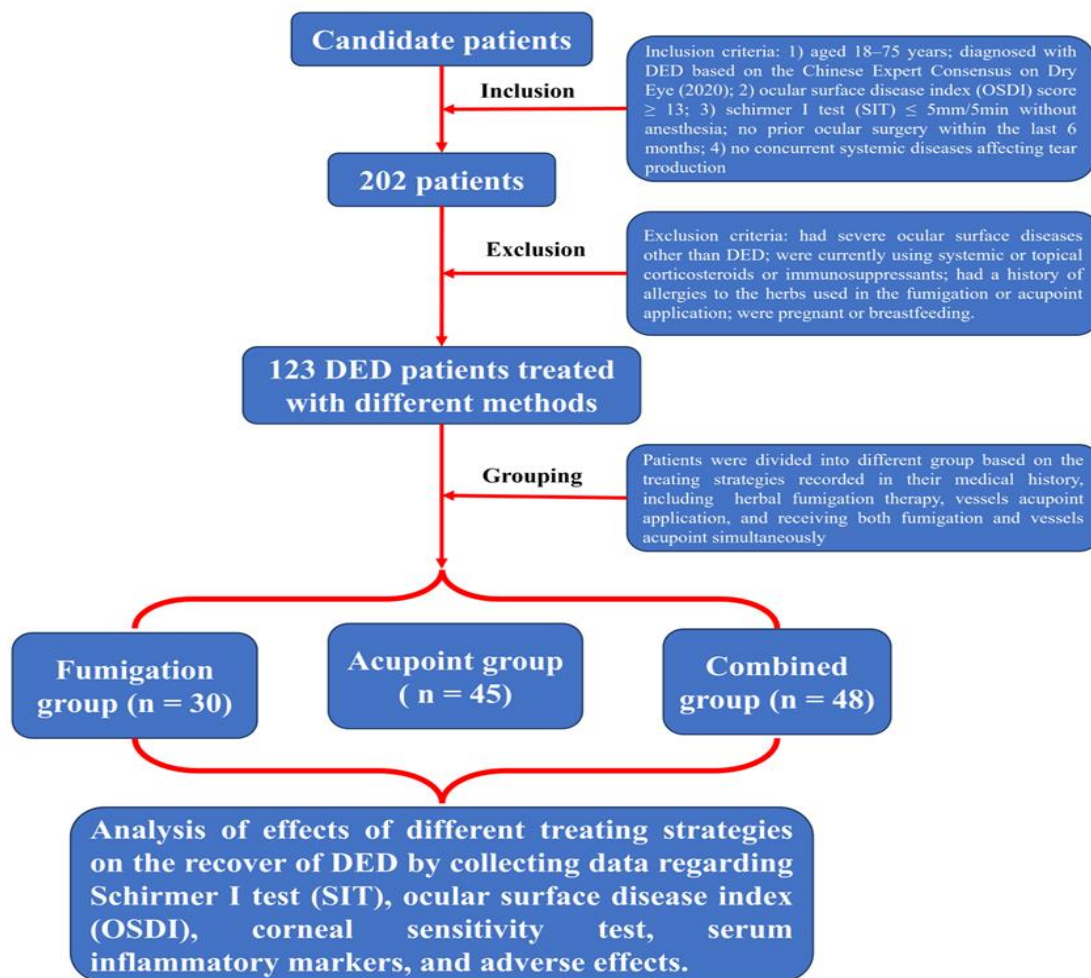 Candidate patients
Inclusion
Inclusion criteria: 1) aged 18–75 years; diagnosed with
DED based on the Chinese Expert Consensus on Dry
Eye (2020); 2) ocular surface disease index (OSDI) score
≥ 13; 3) schirmer I test (SIT) ≤ 5mm/5min without
anesthesia; no prior ocular surgery within the last 6
months; 4) no concurrent systemic diseases affecting tear
production
202 patients
Exclusion
Exclusion criteria: had severe ocular surface diseases
other than DED; were currently using systemic or topical
corticosteroids or immunosuppressants; had a history of
allergies to the herbs used in the fumigation or acupoint
application; were pregnant or breastfeeding.
123 DED patients treated
with different methods
Grouping
Patients were divided into different group based on the
treating strategies recorded in their medical history,
including herbal fumigation therapy, vessels acupoint
application, and receiving both fumigation and vessels
acupoint simultaneously
Fumigation
group (n = 30)
Acupoint group
( n = 45)
Combined
group (n = 48)
Analysis of effects of different treating strategies
on the recover of DED by collecting data regarding
Schirmer I test (SIT), ocular surface disease index
(OSDI), corneal sensitivity test, serum
inflammatory markers, and adverse effects.